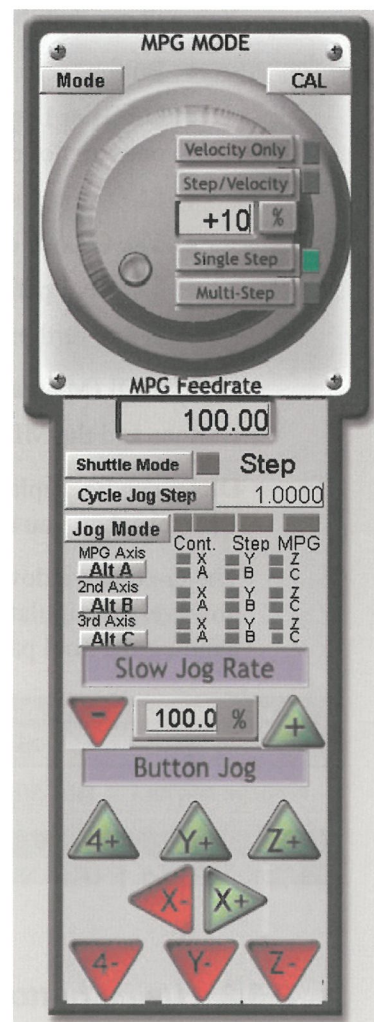 MPG MODE
Mode CAL
Velocity Only
Step/Velocity
+10 %
Single Step
Multi-Step
MPG Feedrate
100.00
Shuttle Mode Step
Cycle Jog Step 1.0000
Jog Mode
Cont. Step MPG
MPG Axis X Y Z
Alt A A B C
2nd Axis X Y Z
Alt B A B C
3rd Axis X Y Z
Alt C A B C
Slow Jog Rate
- 100.0 % +
Button Jog
4+ Y+ Z+
X- X+
4- Y- Z-